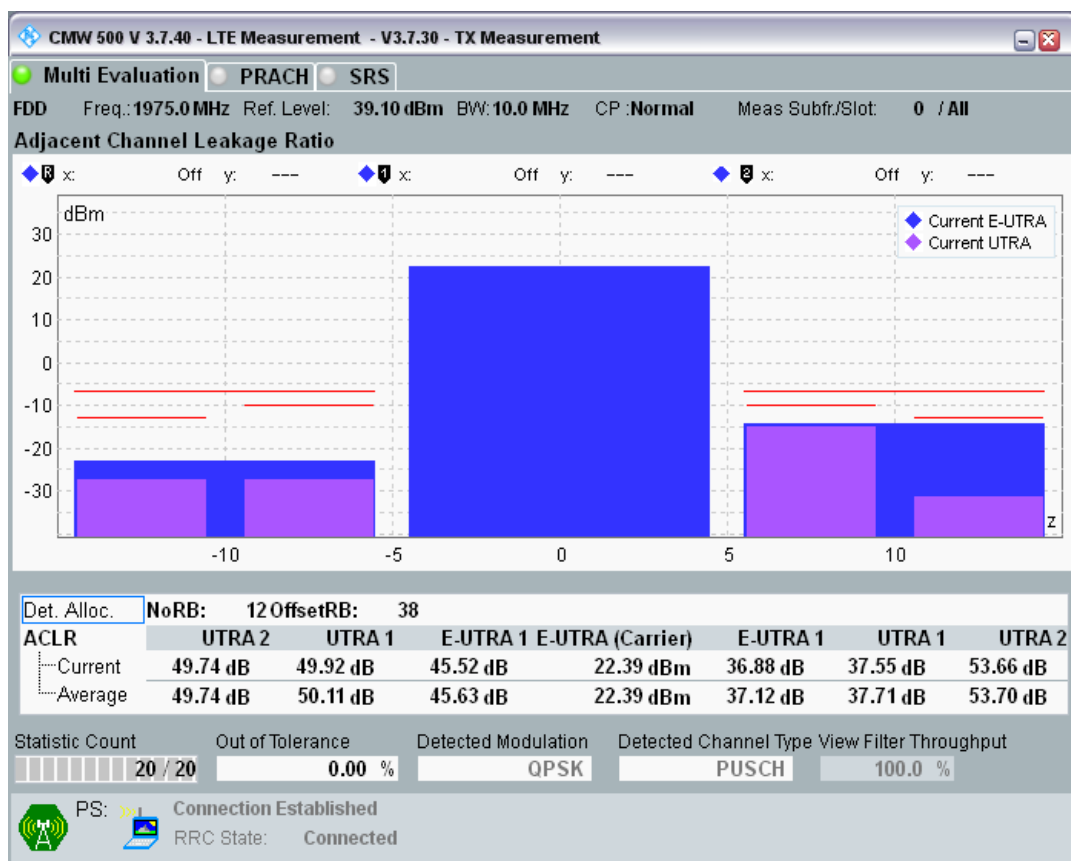 CMW 500 V 3.7.40 - LTE Measurement - V3.7.30 - TX Measurement
Multi Evaluation PRACH SRS
FDD Freq.: 1975.0 MHz Ref. Level: 39.10 dBm BW: 10.0 MHz CP :Normal Meas Subfr./Slot: 0 / All
Adjacent Channel Leakage Ratio
R x: Off y: --- 1 x: Off y: --- 2 x: Off y: ---
dBm
Current E-UTRA
Current UTRA
30
20
10
0
-10
-20
-30
z
-10 -5 0 5 10
Det. Alloc. NoRB: 12 OffsetRB: 38
ACLR UTRA 2 UTRA 1 E-UTRA 1 E-UTRA (Carrier) E-UTRA 1 UTRA 1 UTRA 2
Current 49.74 dB 49.92 dB 45.52 dB 22.39 dBm 36.88 dB 37.55 dB 53.66 dB
Average 49.74 dB 50.11 dB 45.63 dB 22.39 dBm 37.12 dB 37.71 dB 53.70 dB
Statistic Count Out of Tolerance Detected Modulation Detected Channel Type View Filter Throughput
20 / 20 0.00 % QPSK PUSCH 100.0 %
PS: Connection Established
RRC State: Connected